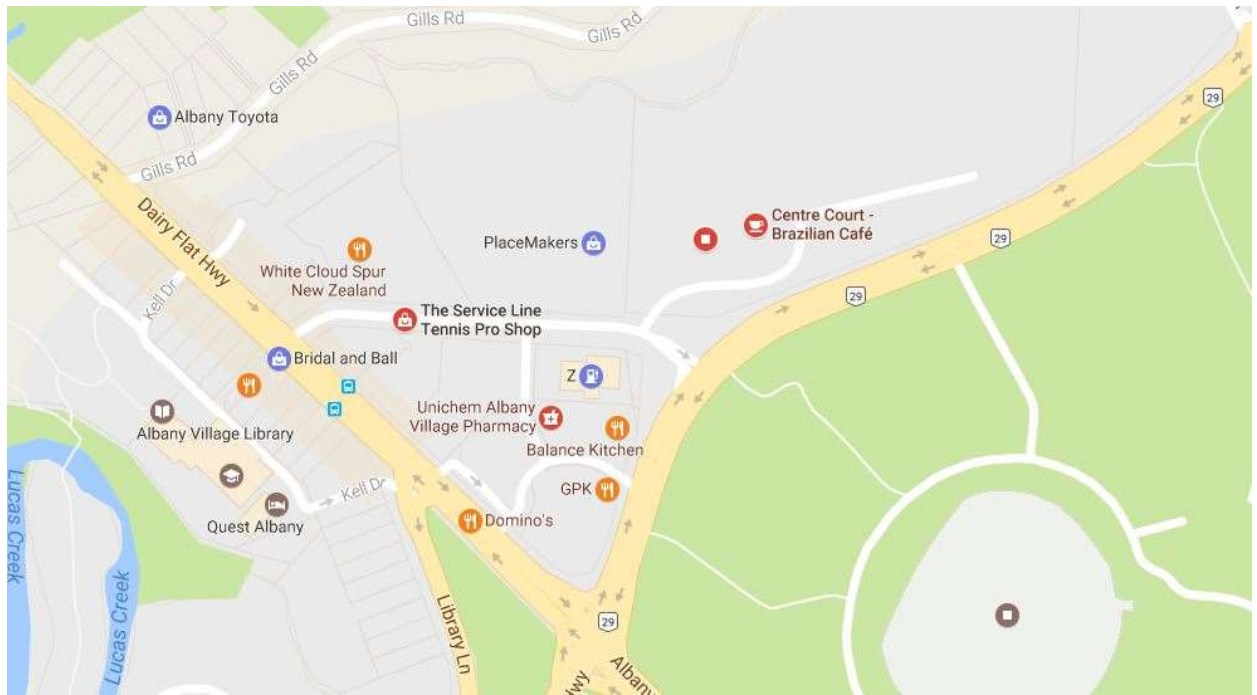 Gills Rd
Gills Rd
Gills Rd
29
Albany Toyota
Gills Rd
Dairy Flat Hwy
Centre Court -
Brazilian Café
29
PlaceMakers
White Cloud Spur
New Zealand
Kell Dr
29
The Service Line
Tennis Pro Shop
Bridal and Ball
Z
Unichem Albany
Village Pharmacy
Albany Village Library
Balance Kitchen
Kell Dr
GPK
Lucas Creek
Quest Albany
Domino's
Lucas Creek
Library Ln
29
Hwy
Albany